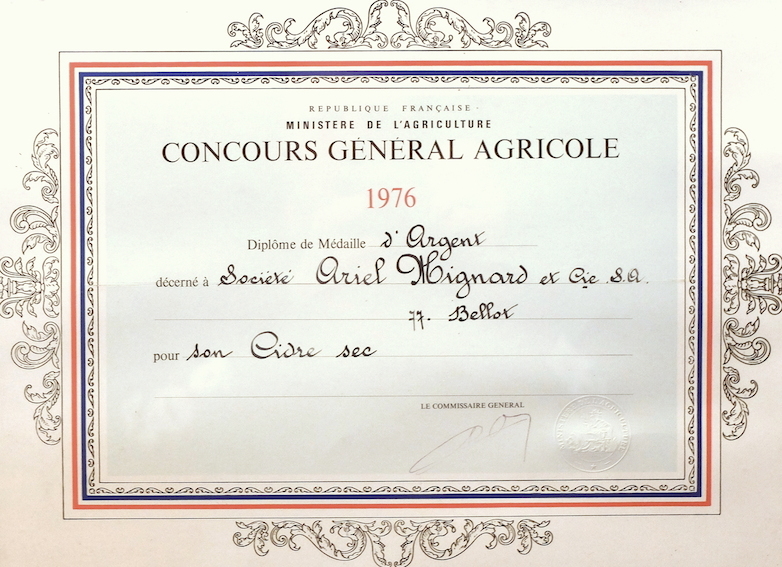 REPUBLIQUE FRANÇAISE
MINISTERE DE L'AGRICULTURE
CONCOURS GÉNÉRAL AGRICOLE
1976
Diplôme de Médaille d'Argent
décerné à Société Ariel Mignard et Cie S.A.
77. Bellot
pour son Cidre sec
LE COMMISSAIRE GENERAL